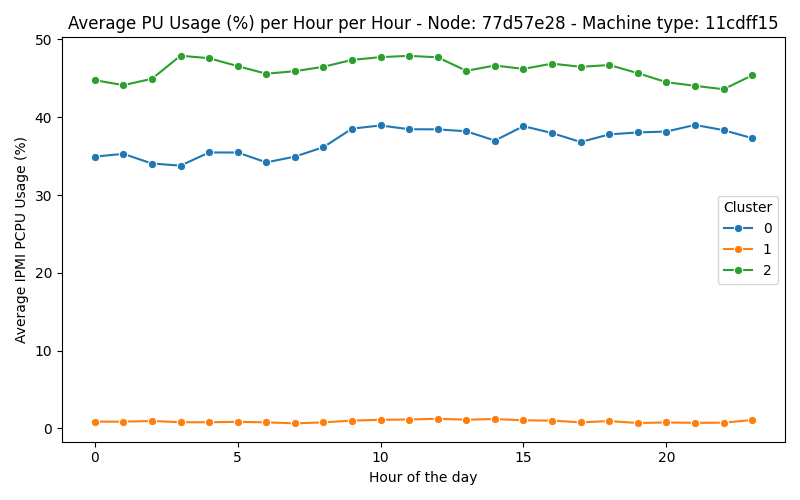 Average PU Usage (%) per Hour per Hour - Node: 77d57e28 - Machine type: 11cdff15
Average IPMI PCPU Usage (%)
50
40
30
20
10
0
Cluster
0
1
2
0 5 10 15 20
Hour of the day